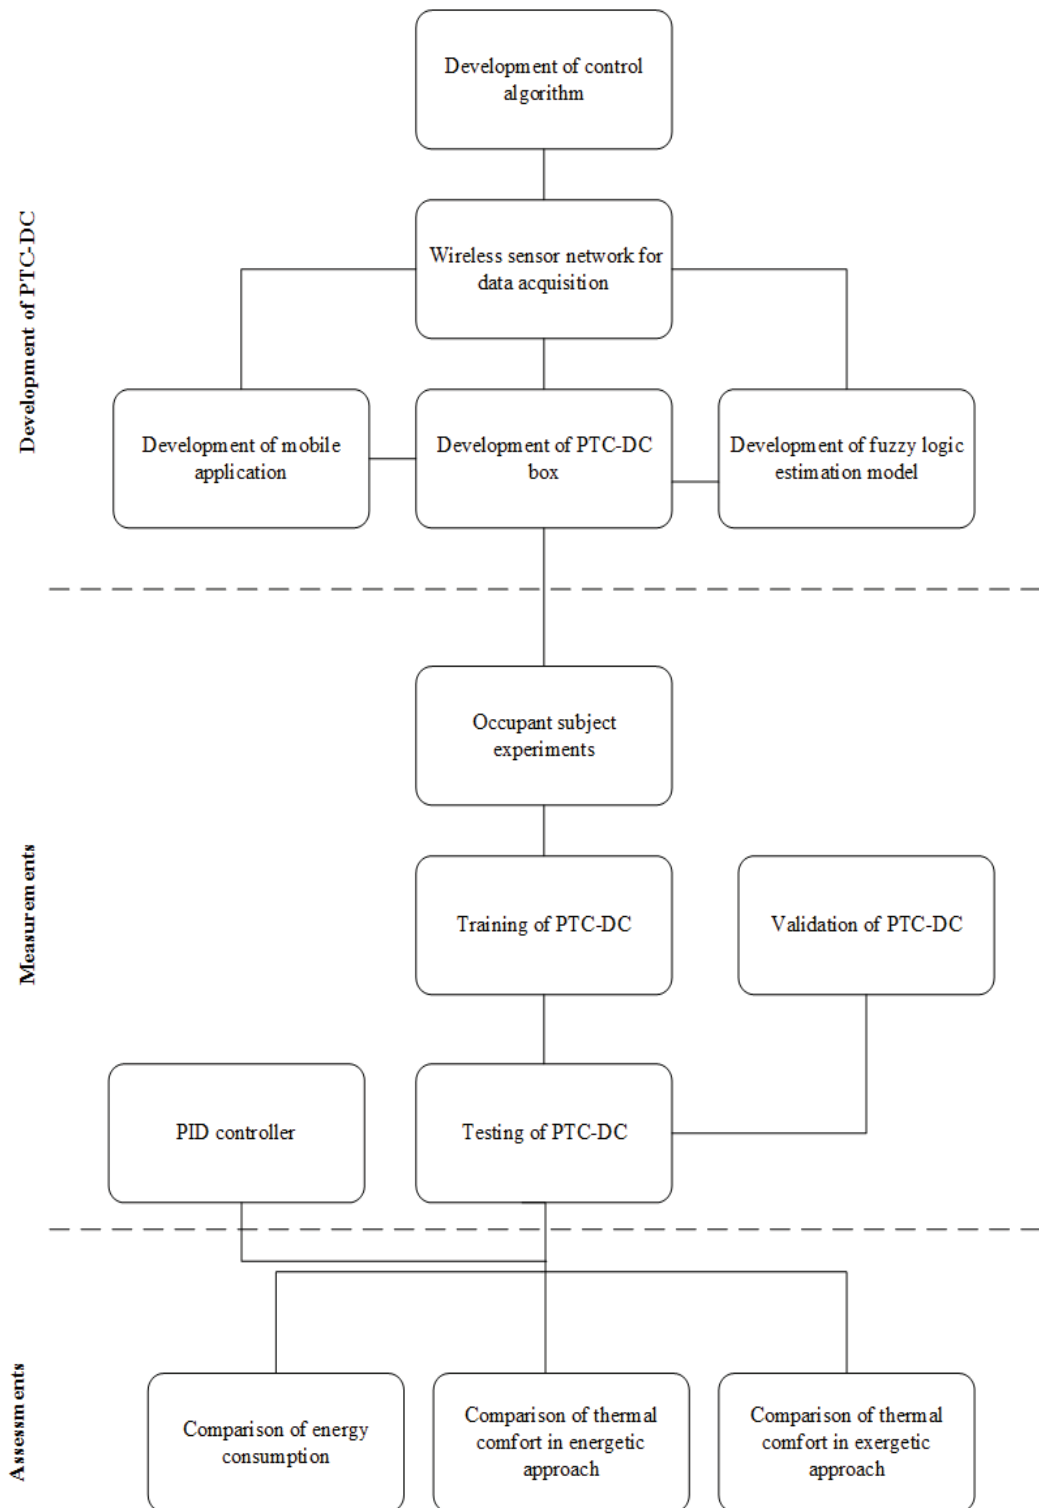 Development of control
algorithm
Development of PTC-DC
Wireless sensor network for
data acquisition
Development of mobile
application
Development of PTC-DC
box
Development of fuzzy logic
estimation model
Measurements
Occupant subject
experiments
Training of PTC-DC
Validation of PTC-DC
PID controller
Testing of PTC-DC
Assessments
Comparison of energy
consumption
Comparison of thermal
comfort in energetic
approach
Comparison of thermal
comfort in exergetic
approach